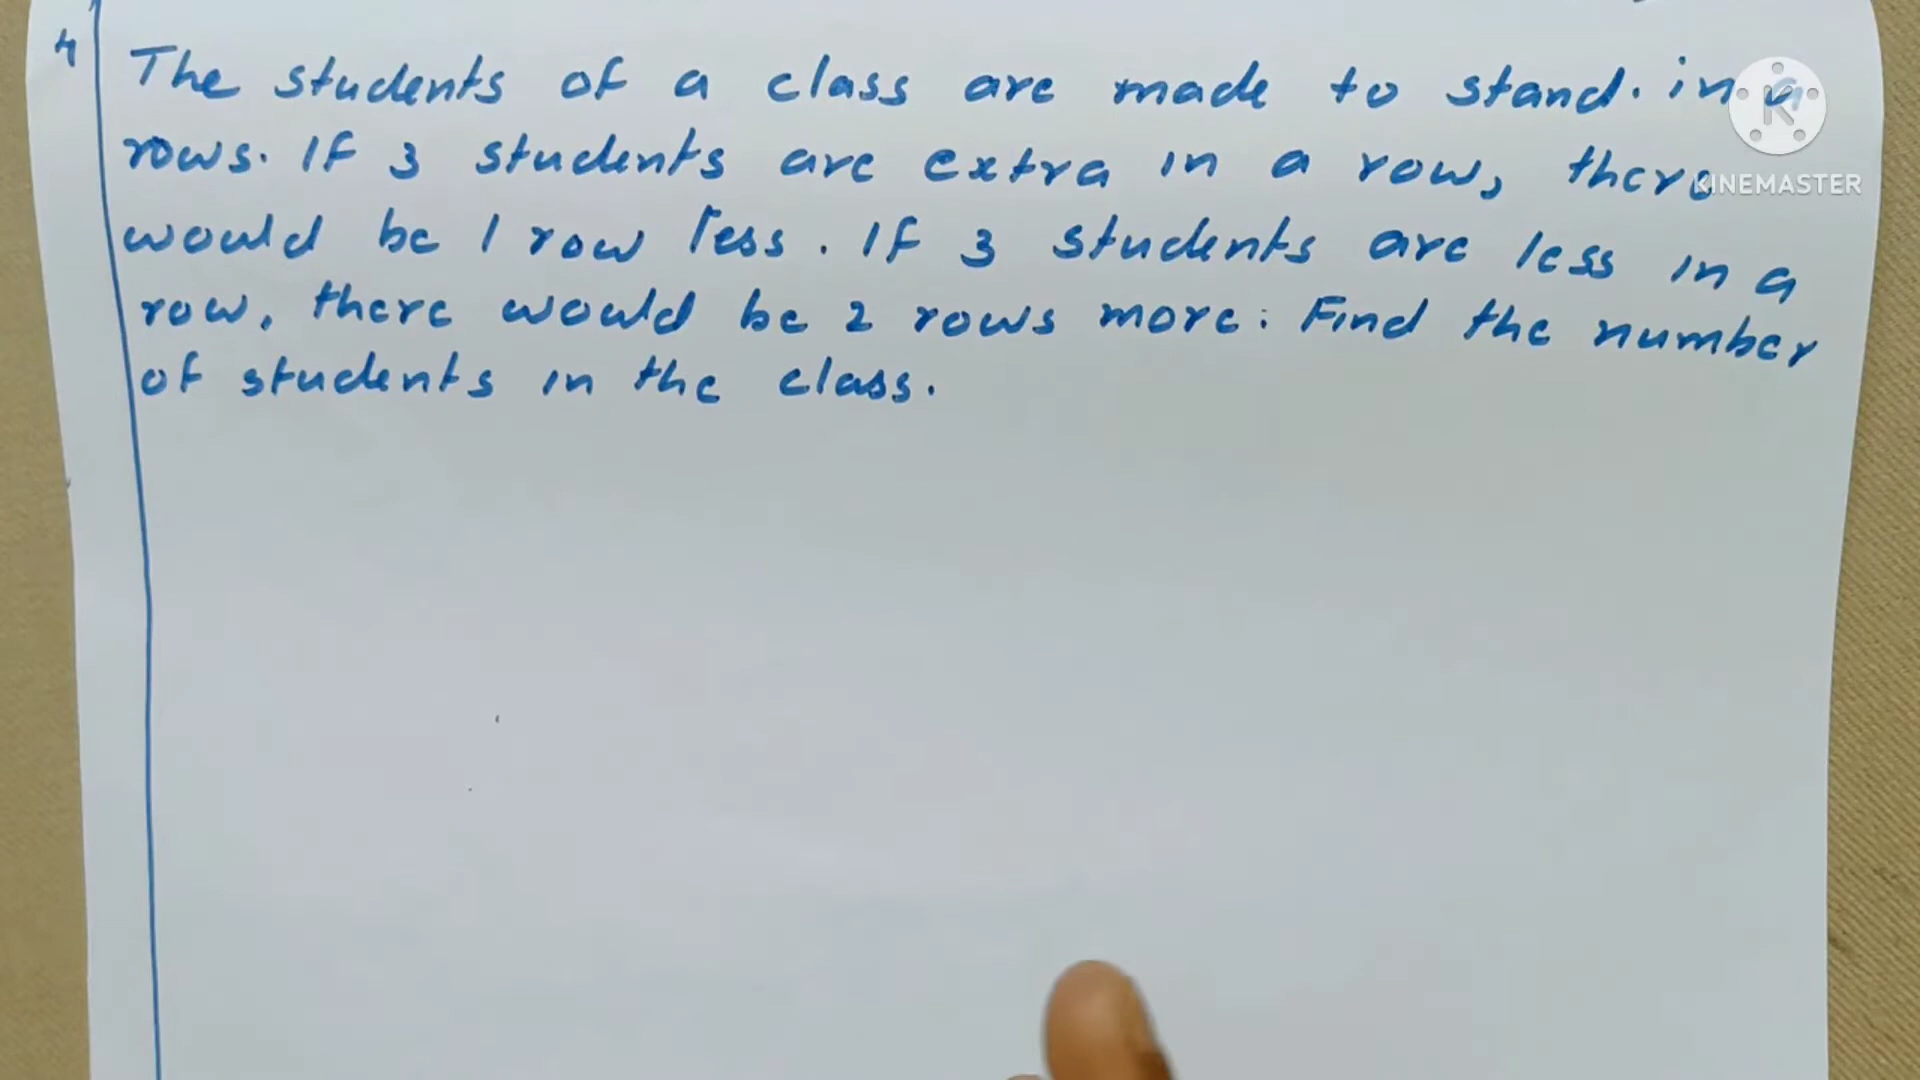 4 The students of a class are made to stand. in a
rows. If 3 students are extra in a row, there
would be 1 row less. If 3 students are less in a
row, there would be 2 rows more. Find the number
of students in the class.
KINEMASTER